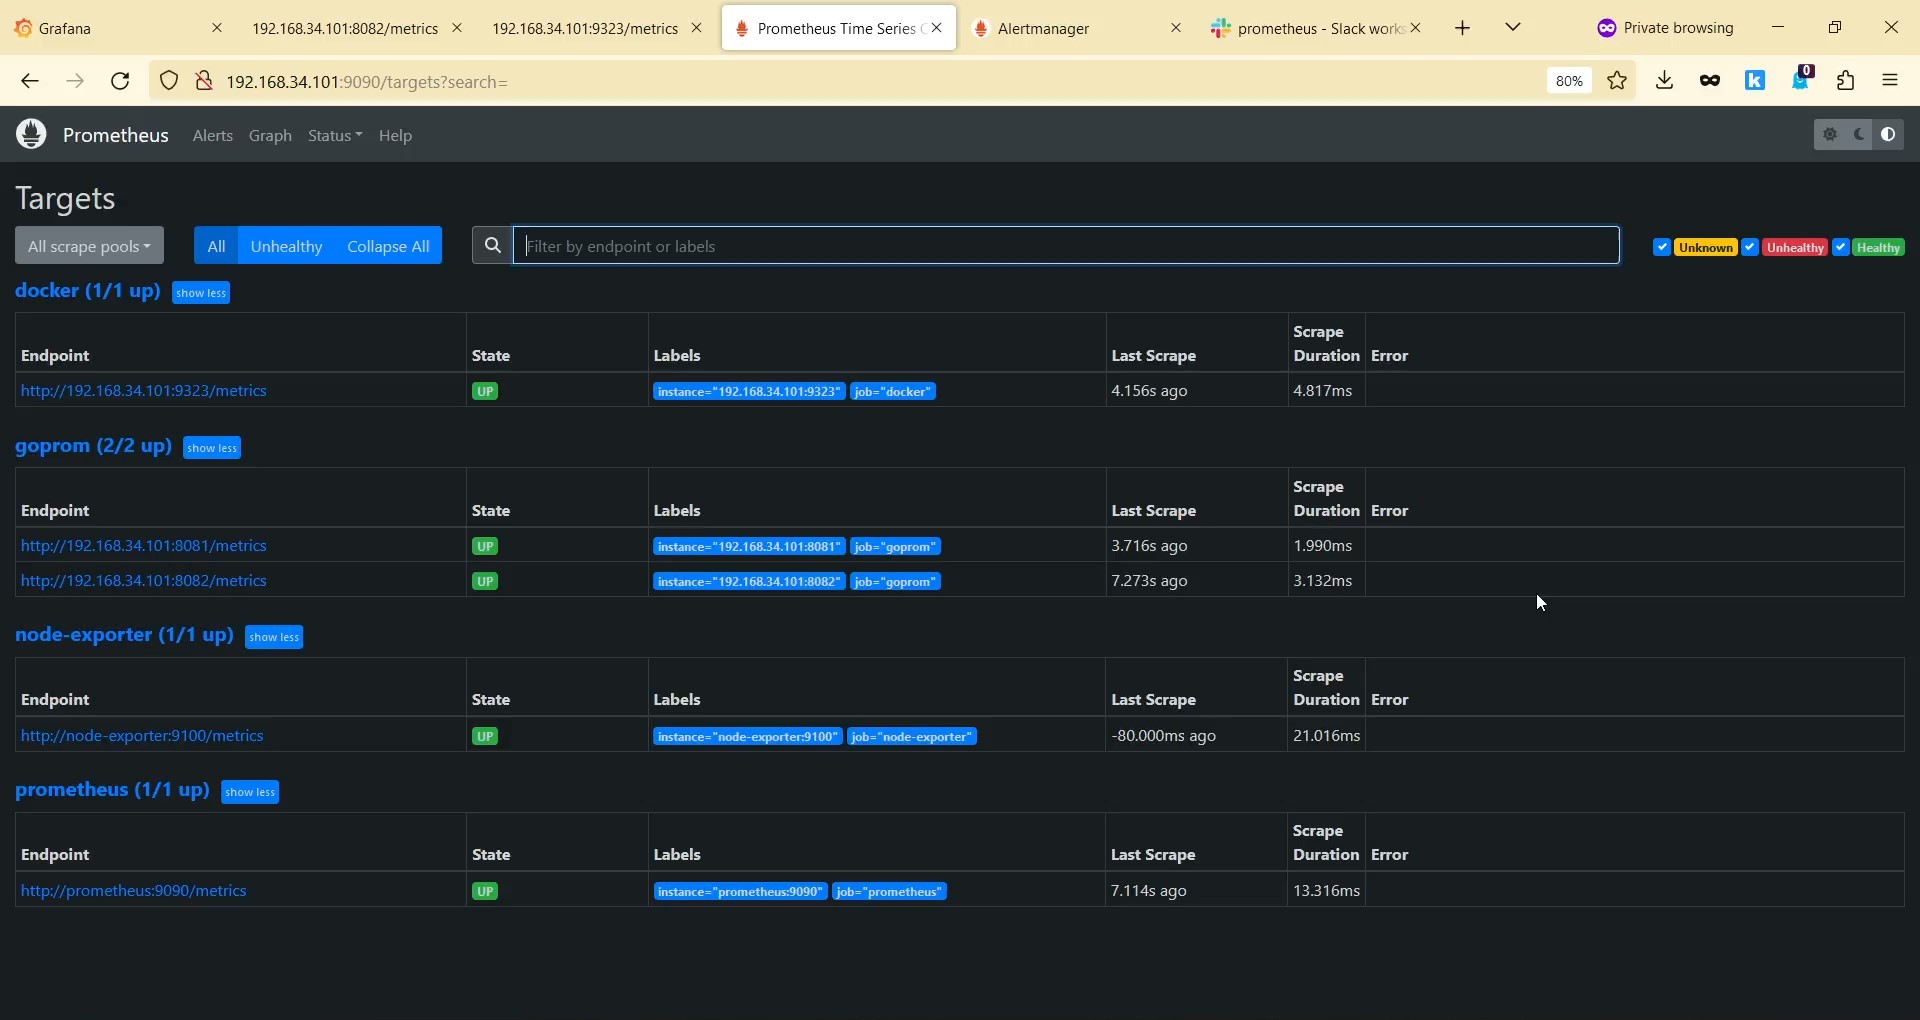 Grafana
192.168.34.101:8082/metrics
192.168.34.101:9323/metrics
Prometheus Time Series C
Alertmanager
prometheus - Slack works
Private browsing
192.168.34.101:9090/targets?search=
80%
0
Prometheus Alerts Graph Status Help
Targets
All scrape pools
All Unhealthy Collapse All
Filter by endpoint or labels
Unknown Unhealthy Healthy
docker (1/1 up) show less
Endpoint State Labels Last Scrape Scrape Duration Error
http://192.168.34.101:9323/metrics UP instance="192.168.34.101:9323" job="docker" 4.156s ago 4.817ms
goprom (2/2 up) show less
Endpoint State Labels Last Scrape Scrape Duration Error
http://192.168.34.101:8081/metrics UP instance="192.168.34.101:8081" job="goprom" 3.716s ago 1.990ms
http://192.168.34.101:8082/metrics UP instance="192.168.34.101:8082" job="goprom" 7.273s ago 3.132ms
node-exporter (1/1 up) show less
Endpoint State Labels Last Scrape Scrape Duration Error
http://node-exporter:9100/metrics UP instance="node-exporter:9100" job="node-exporter" -80.000ms ago 21.016ms
prometheus (1/1 up) show less
Endpoint State Labels Last Scrape Scrape Duration Error
http://prometheus:9090/metrics UP instance="prometheus:9090" job="prometheus" 7.114s ago 13.316ms